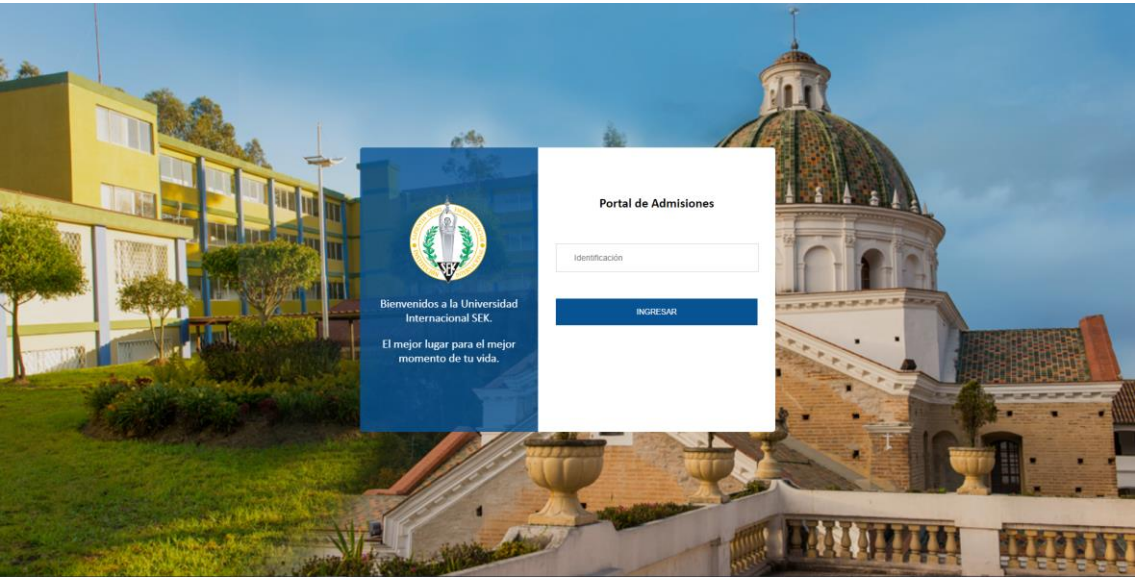 SEK
Bienvenidos a la Universidad
Internacional SEK.
El mejor lugar para el mejor
momento de tu vida.
Portal de Admisiones
Identificación
INGRESAR